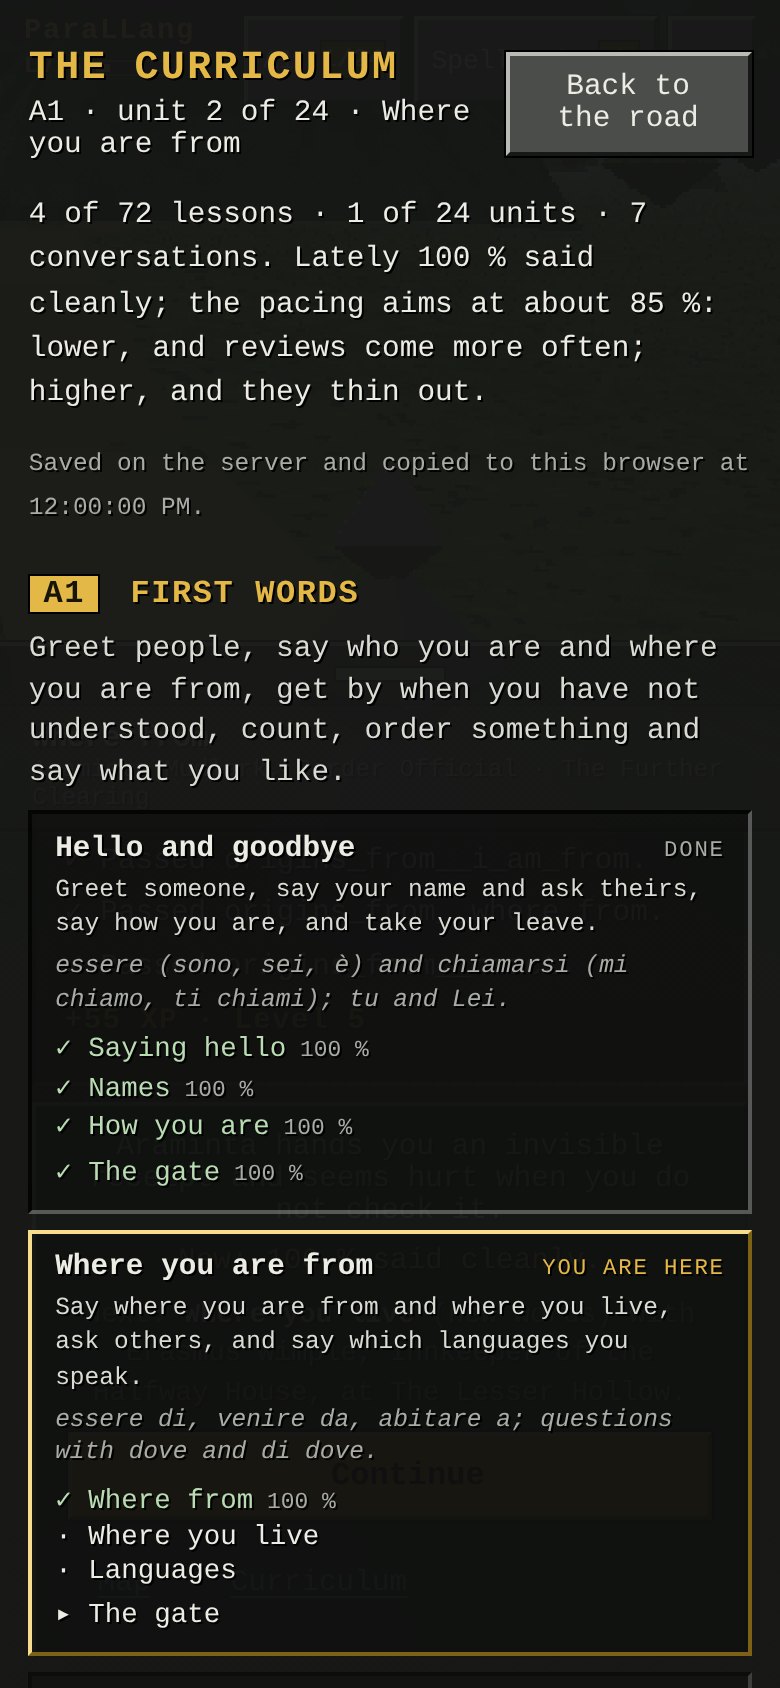 ParaLLang
THE CURRICULUM
A1 · unit 2 of 24 · Where
you are from
Back to
the road
4 of 72 lessons · 1 of 24 units · 7
conversations. Lately 100 % said
cleanly; the pacing aims at about 85 %:
lower, and reviews come more often;
higher, and they thin out.
Saved on the server and copied to this browser at
12:00:00 PM.
A1 FIRST WORDS
Greet people, say who you are and where
you are from, get by when you have not
understood, count, order something and
say what you like.
Hello and goodbye DONE
Greet someone, say your name and ask theirs,
say how you are, and take your leave.
essere (sono, sei, è) and chiamarsi (mi
chiamo, ti chiami); tu and Lei.
✓ Saying hello 100 %
✓ Names 100 %
✓ How you are 100 %
✓ The gate 100 %
Where you are from YOU ARE HERE
Say where you are from and where you live,
ask others, and say which languages you
speak.
essere di, venire da, abitare a; questions
with dove and di dove.
Continue
✓ Where from 100 %
· Where you live
· Languages
Curriculum
▸ The gate